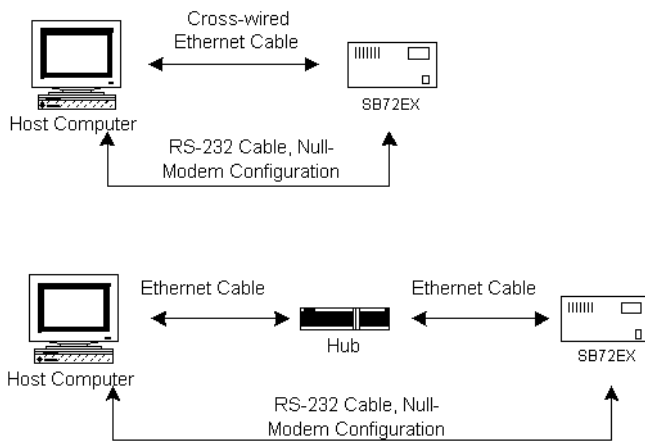 Cross-wired
Ethernet Cable
SB72EX
Host Computer
RS-232 Cable, Null-
Modem Configuration
Ethernet Cable
Ethernet Cable
Hub
SB72EX
Host Computer
RS-232 Cable, Null-
Modem Configuration